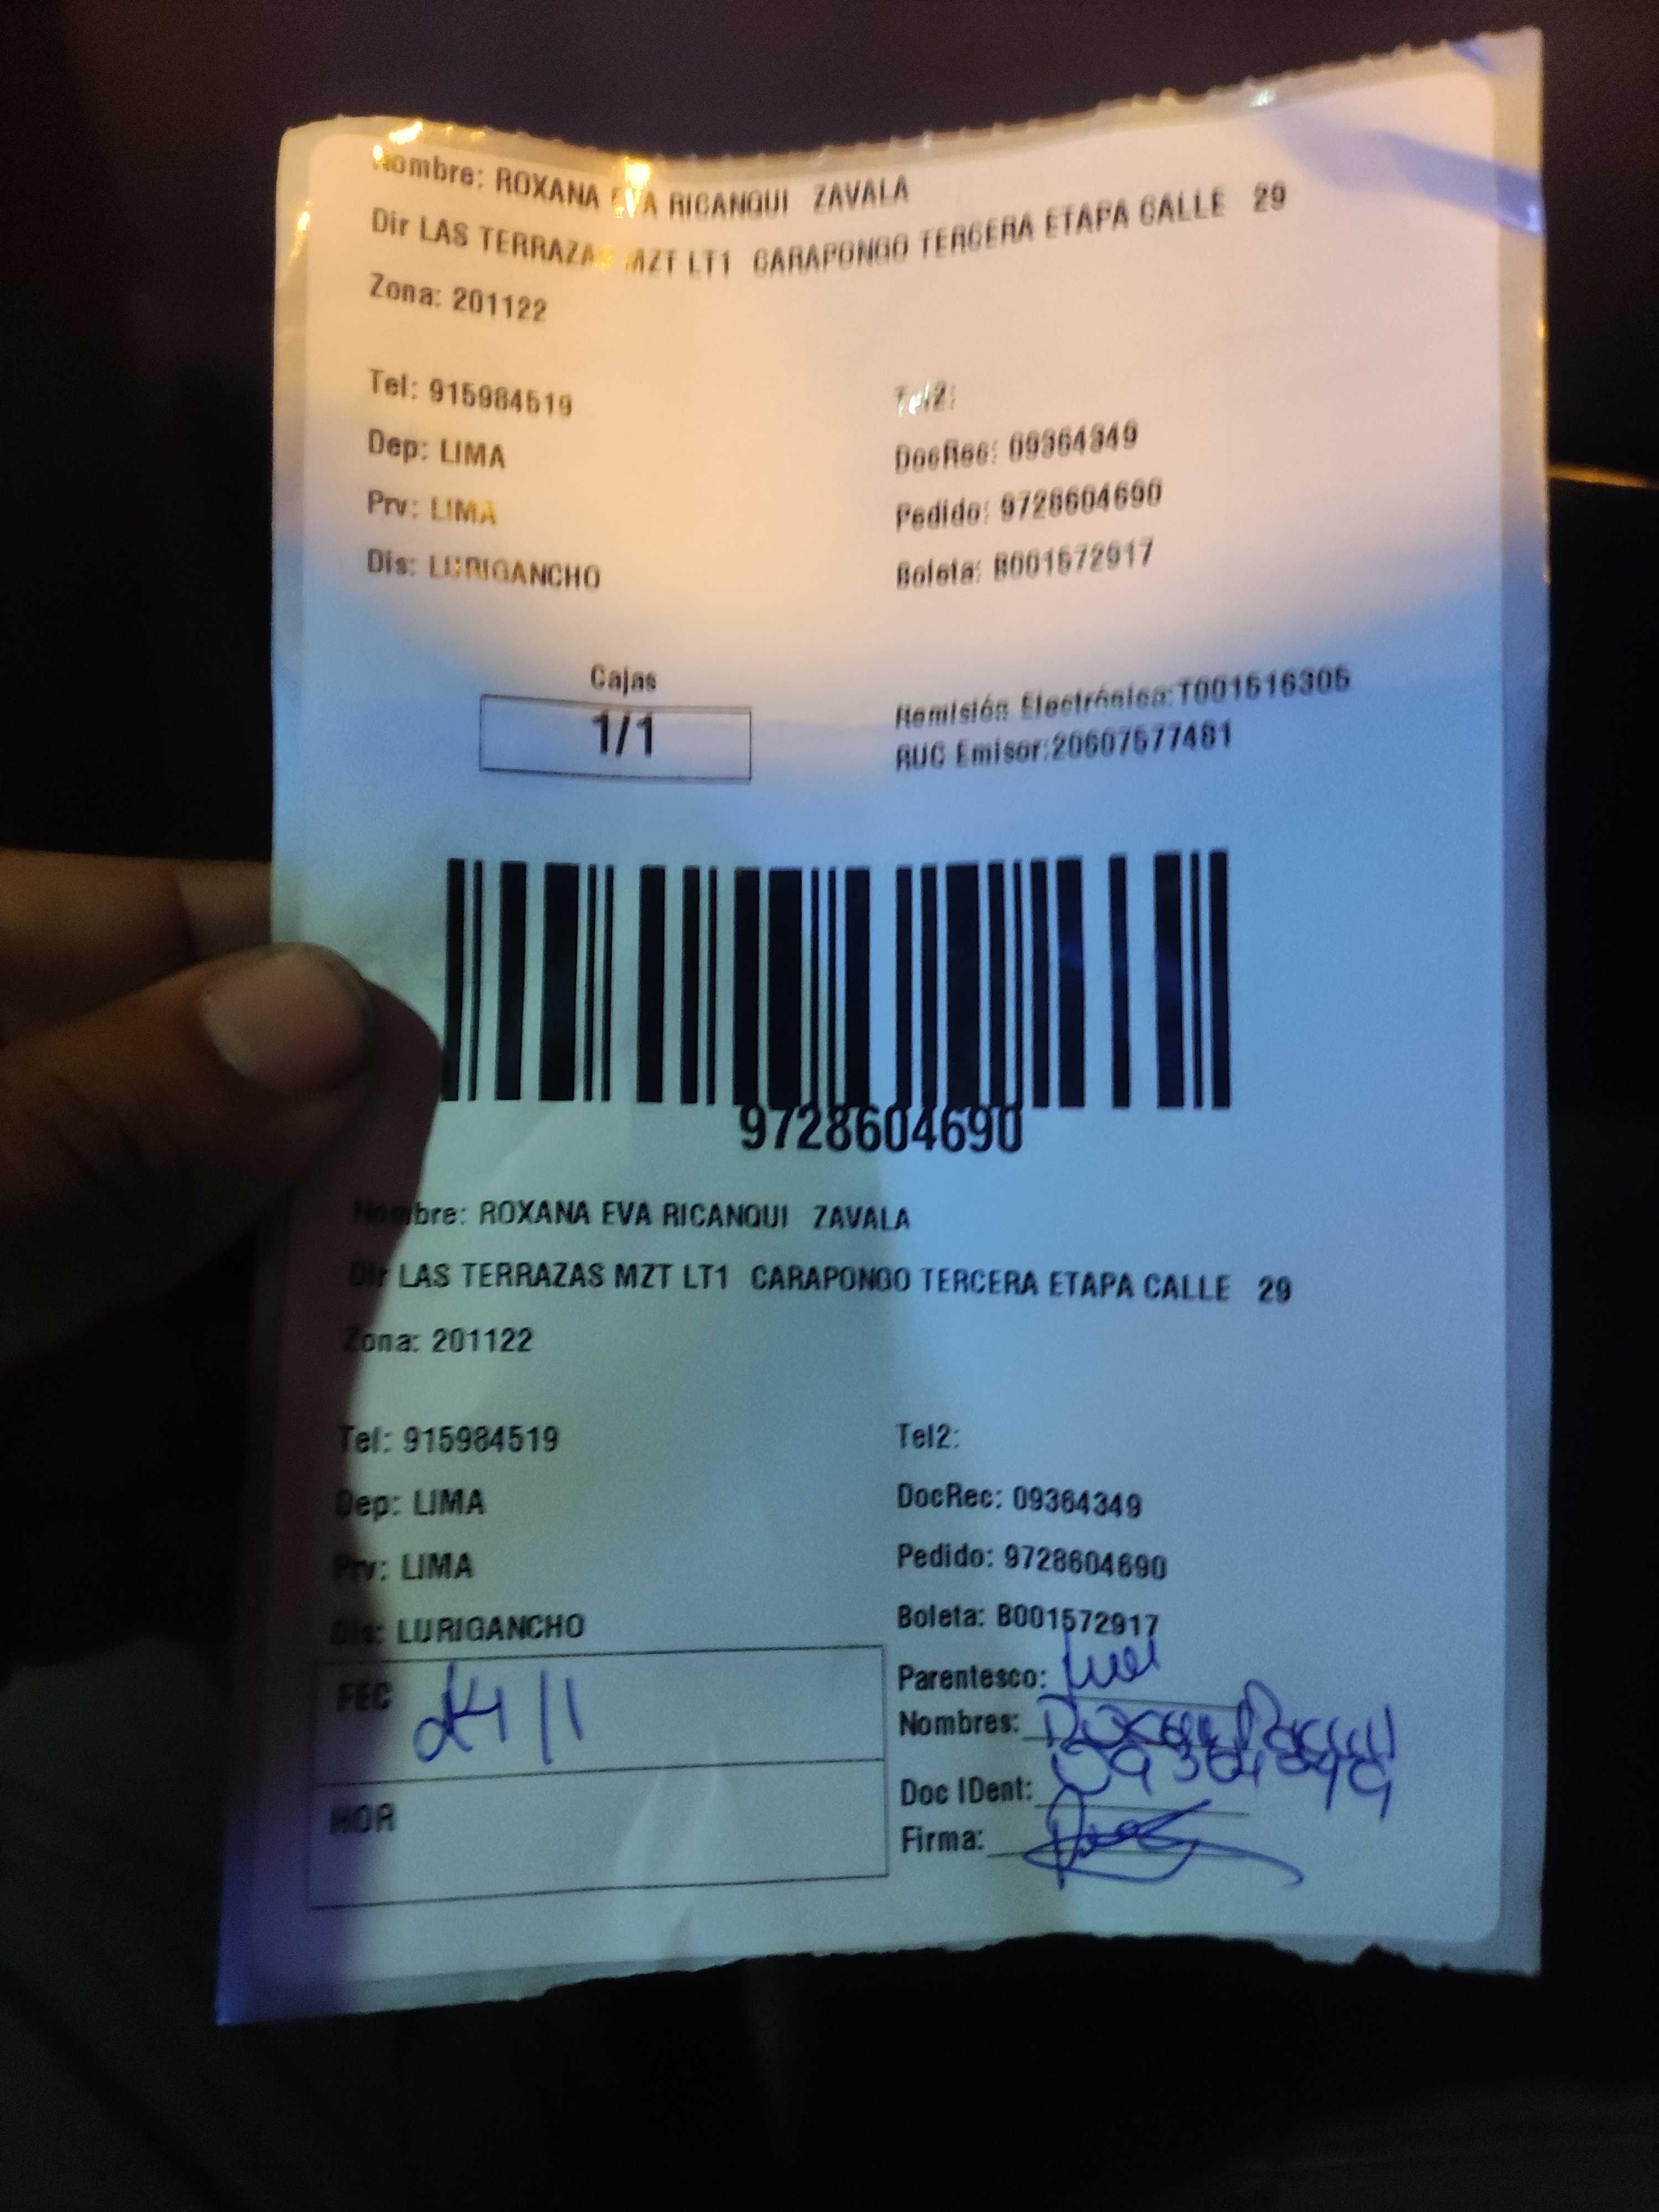 Nombre: ROXANA EVA RICANQUI ZAVALA
Dir LAS TERRAZAS MZT LT1 CARAPONGO TERCERA ETAPA CALLE 29
Zona: 201122
Tel: 915984519 Tel2:
Dep: LIMA DocRec: 09364349
Prv: LIMA Pedido: 9728604690
Dis: LURIGANCHO Boleta: B001572917
Cajas
1/1
Remisión Electrónica:T001516305
RUC Emisor:20607577481
9728604690
Nombre: ROXANA EVA RICANQUI ZAVALA
Dir LAS TERRAZAS MZT LT1 CARAPONGO TERCERA ETAPA CALLE 29
Zona: 201122
Tel: 915984519 Tel2:
Dep: LIMA DocRec: 09364349
Prv: LIMA Pedido: 9728604690
Dis: LURIGANCHO Boleta: B001572917
FEC
HOR
Parentesco:
Nombres:
Doc IDent: 09364349
Firma: